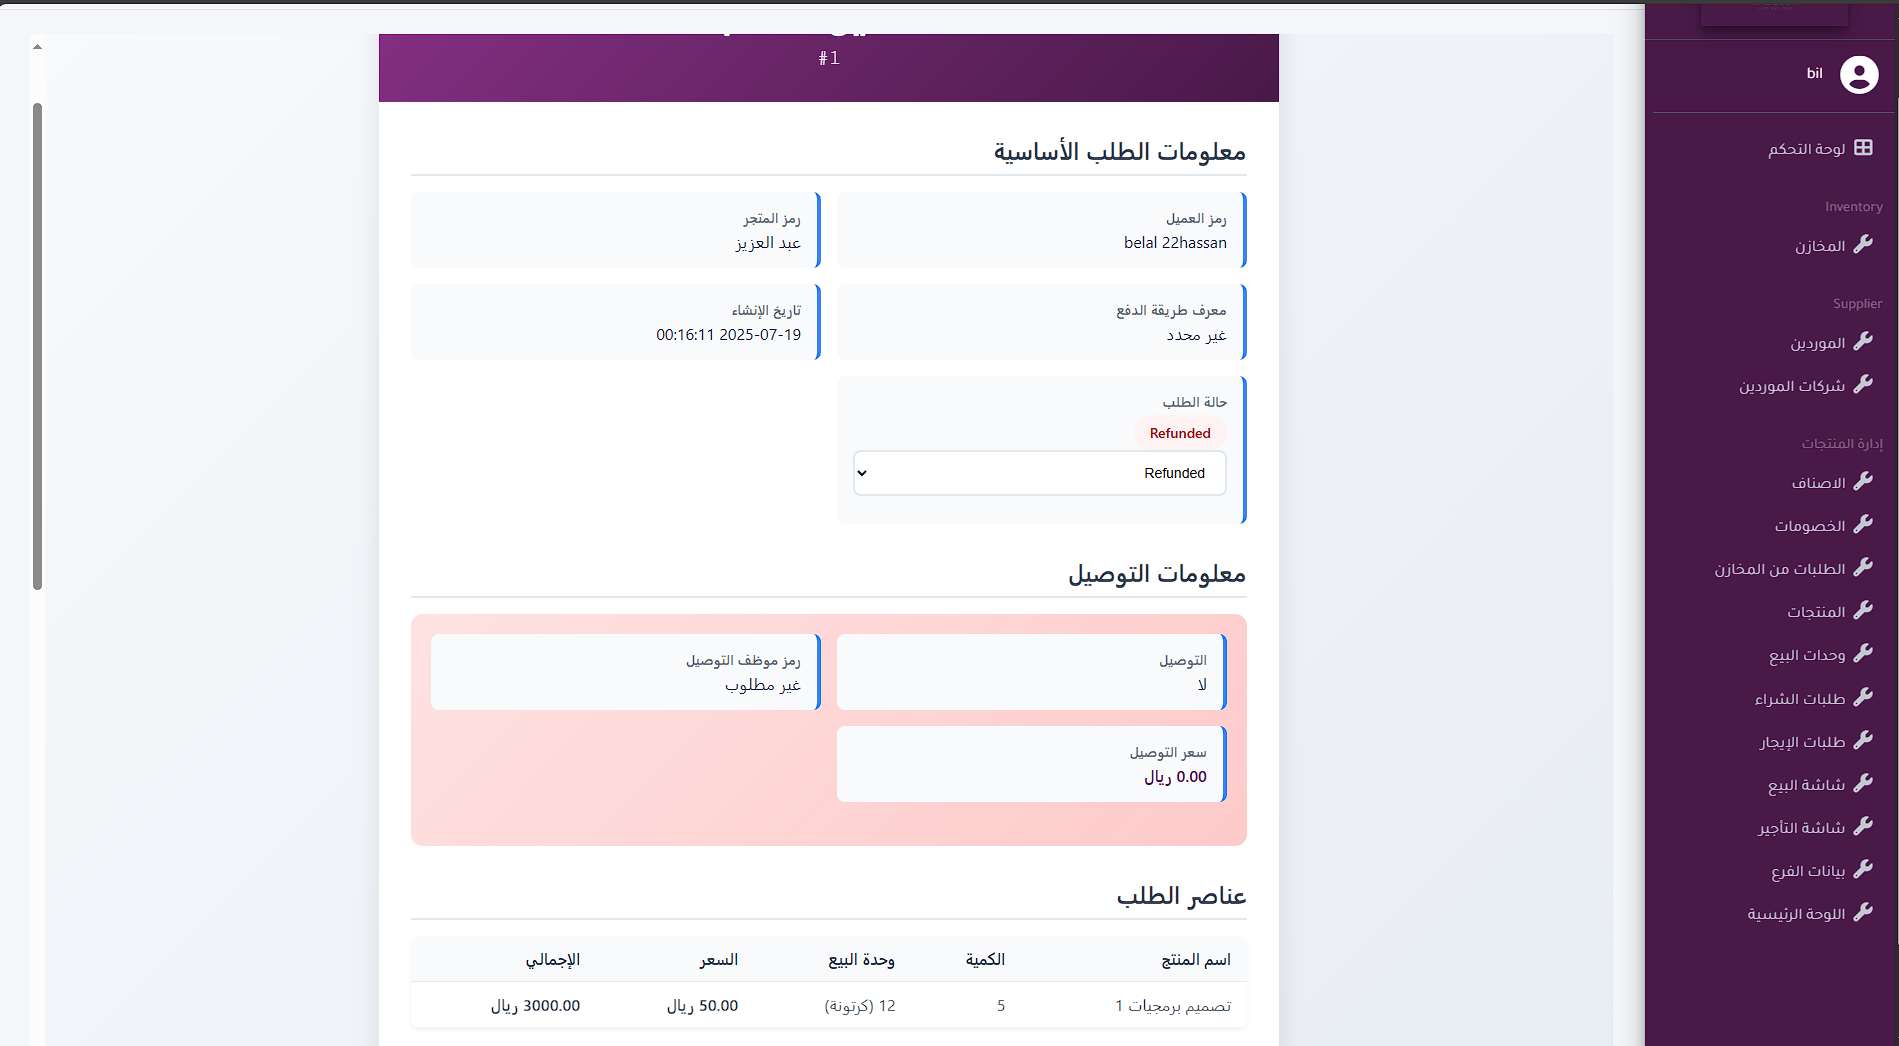 #1
معلومات الطلب الأساسية
رمز العميل
belal 22hassan
رمز المتجر
عبد العزيز
معرف طريقة الدفع
غير محدد
تاريخ الإنشاء
2025-07-19 00:16:11
حالة الطلب
Refunded
Refunded
معلومات التوصيل
التوصيل
لا
رمز موظف التوصيل
غير مطلوب
سعر التوصيل
0.00 ريال
عناصر الطلب
اسم المنتج الكمية وحدة البيع السعر الإجمالي
تصميم برمجيات 1 5 12 (كرتونة) 50.00 ريال 3000.00 ريال
bil
لوحة التحكم
Inventory
المخازن
Supplier
الموردين
شركات الموردين
إدارة المنتجات
الاصناف
الخصومات
الطلبات من المخازن
المنتجات
وحدات البيع
طلبات الشراء
طلبات الإيجار
شاشة البيع
شاشة التأجير
بيانات الفرع
اللوحة الرئيسية